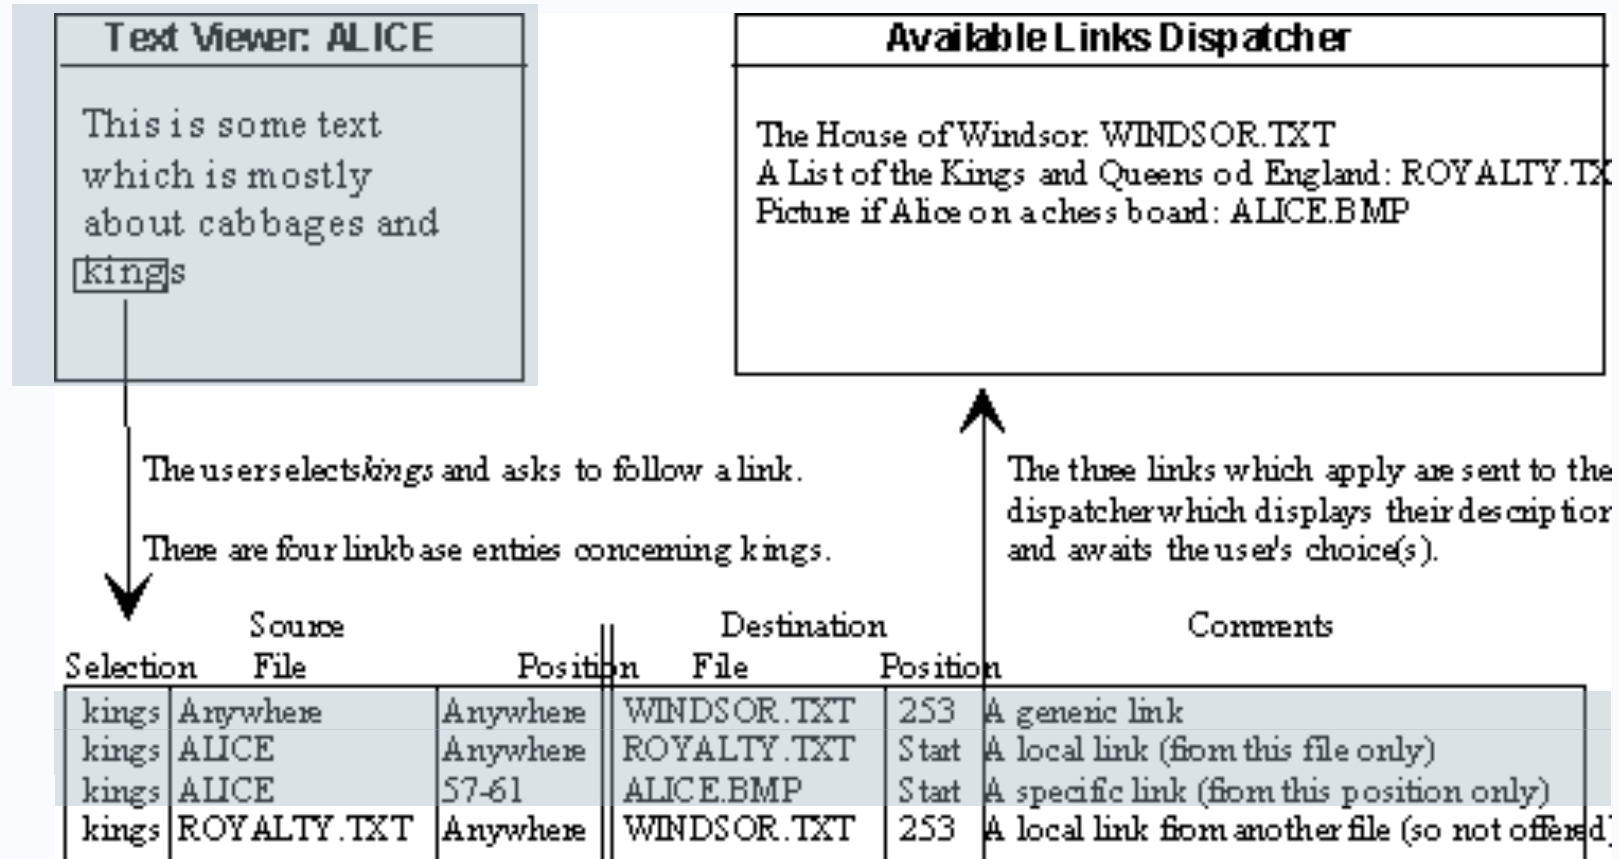 Text Viewer: ALICE
This is some text
which is mostly
about cabbages and
kings
Available Links Dispatcher
The House of Windsor: WINDSOR.TXT
A List of the Kings and Queens od England: ROYALTY.TX
Picture if Alice on a chess board: ALICE.BMP
The user selects kings and asks to follow a link.
There are four linkbase entries concerning kings.
The three links which apply are sent to the
dispatcher which displays their description
and awaits the user's choice(s).
Source Destination Comments
Selection File Position File Position
kings Anywhere Anywhere WINDSOR.TXT 253 A generic link
kings ALICE Anywhere ROYALTY.TXT Start A local link (from this file only)
kings ALICE 57-61 ALICE.BMP Start A specific link (from this position only)
kings ROYALTY.TXT Anywhere WINDSOR.TXT 253 A local link from another file (so not offered)